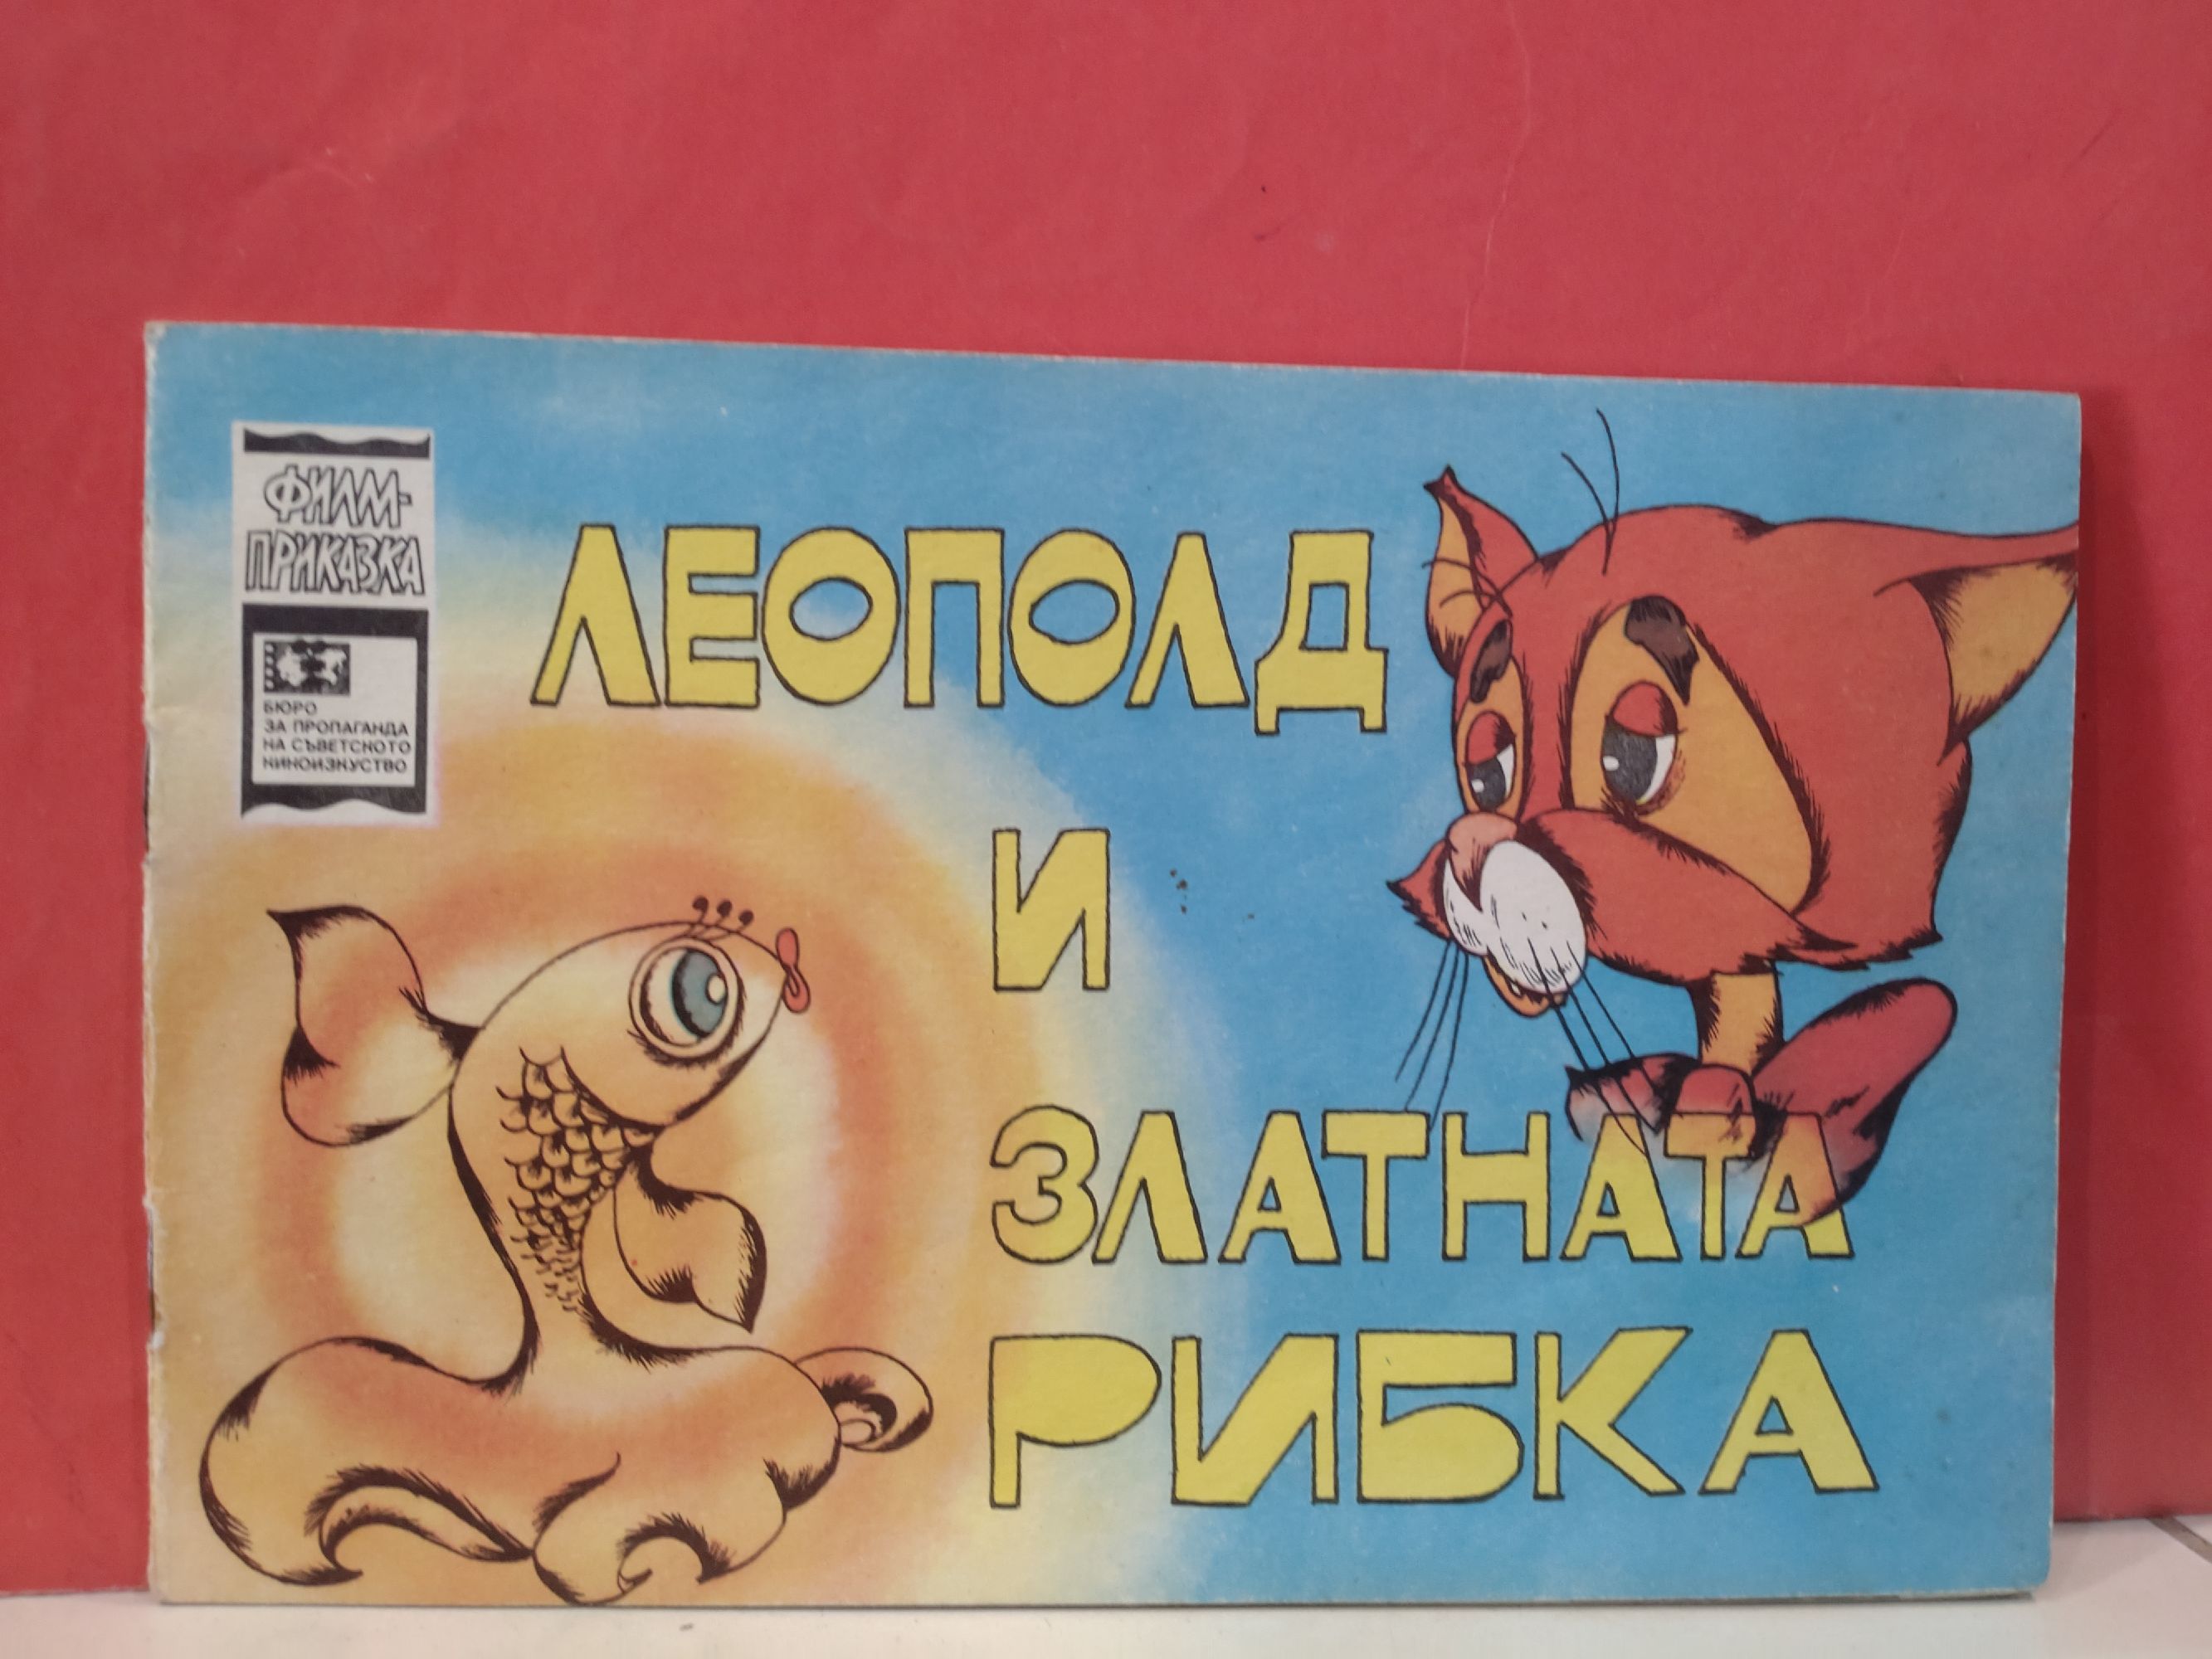 ФИЛМ-
ПРИКАЗКА
БЮРО
ЗА ПРОПАГАНДА
НА СЪВЕТСКОТО
КИНОИЗКУСТВО
ЛЕОПОЛД
И
ЗЛАТНАТА
РИБКА